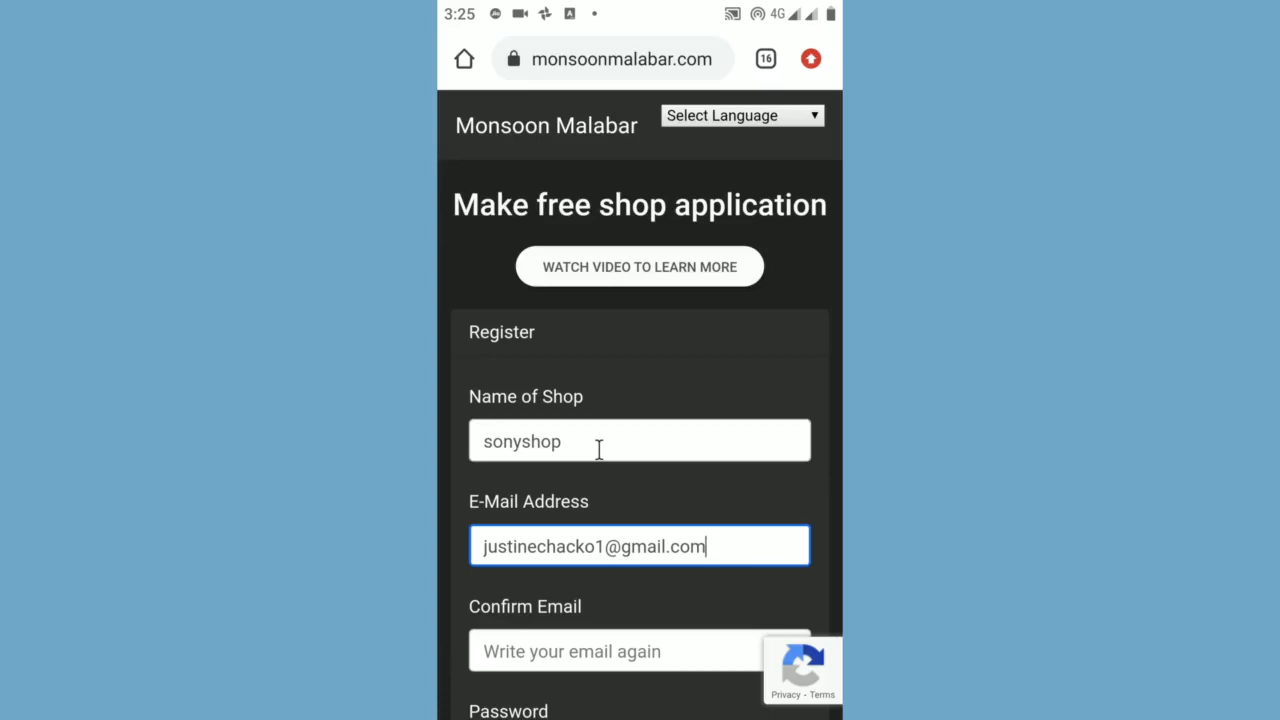 3:25 4G
monsoonmalabar.com 16
Monsoon Malabar Select Language
Make free shop application
WATCH VIDEO TO LEARN MORE
Register
Name of Shop
sonyshop
E-Mail Address
justinechacko1@gmail.com
Confirm Email
Write your email again
Privacy - Terms
Password